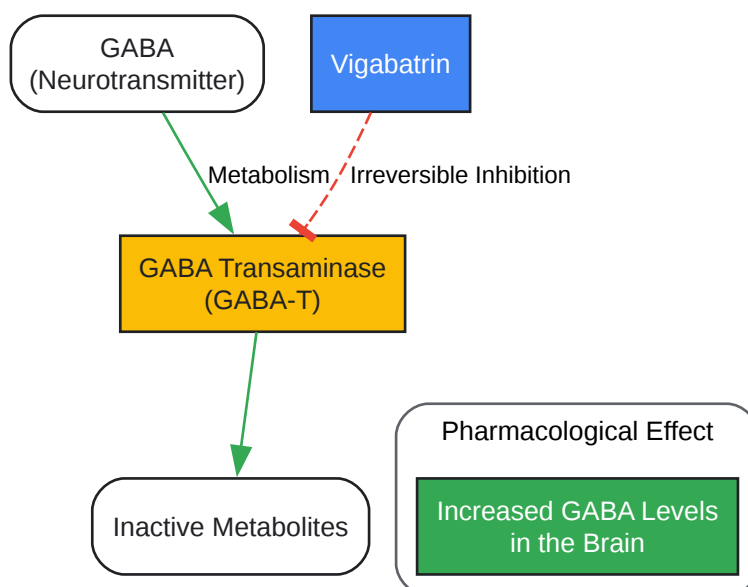 GABA
(Neurotransmitter)
Vigabatrin
Metabolism
Irreversible Inhibition
GABA Transaminase
(GABA-T)
Pharmacological Effect
Inactive Metabolites
Increased GABA Levels
in the Brain